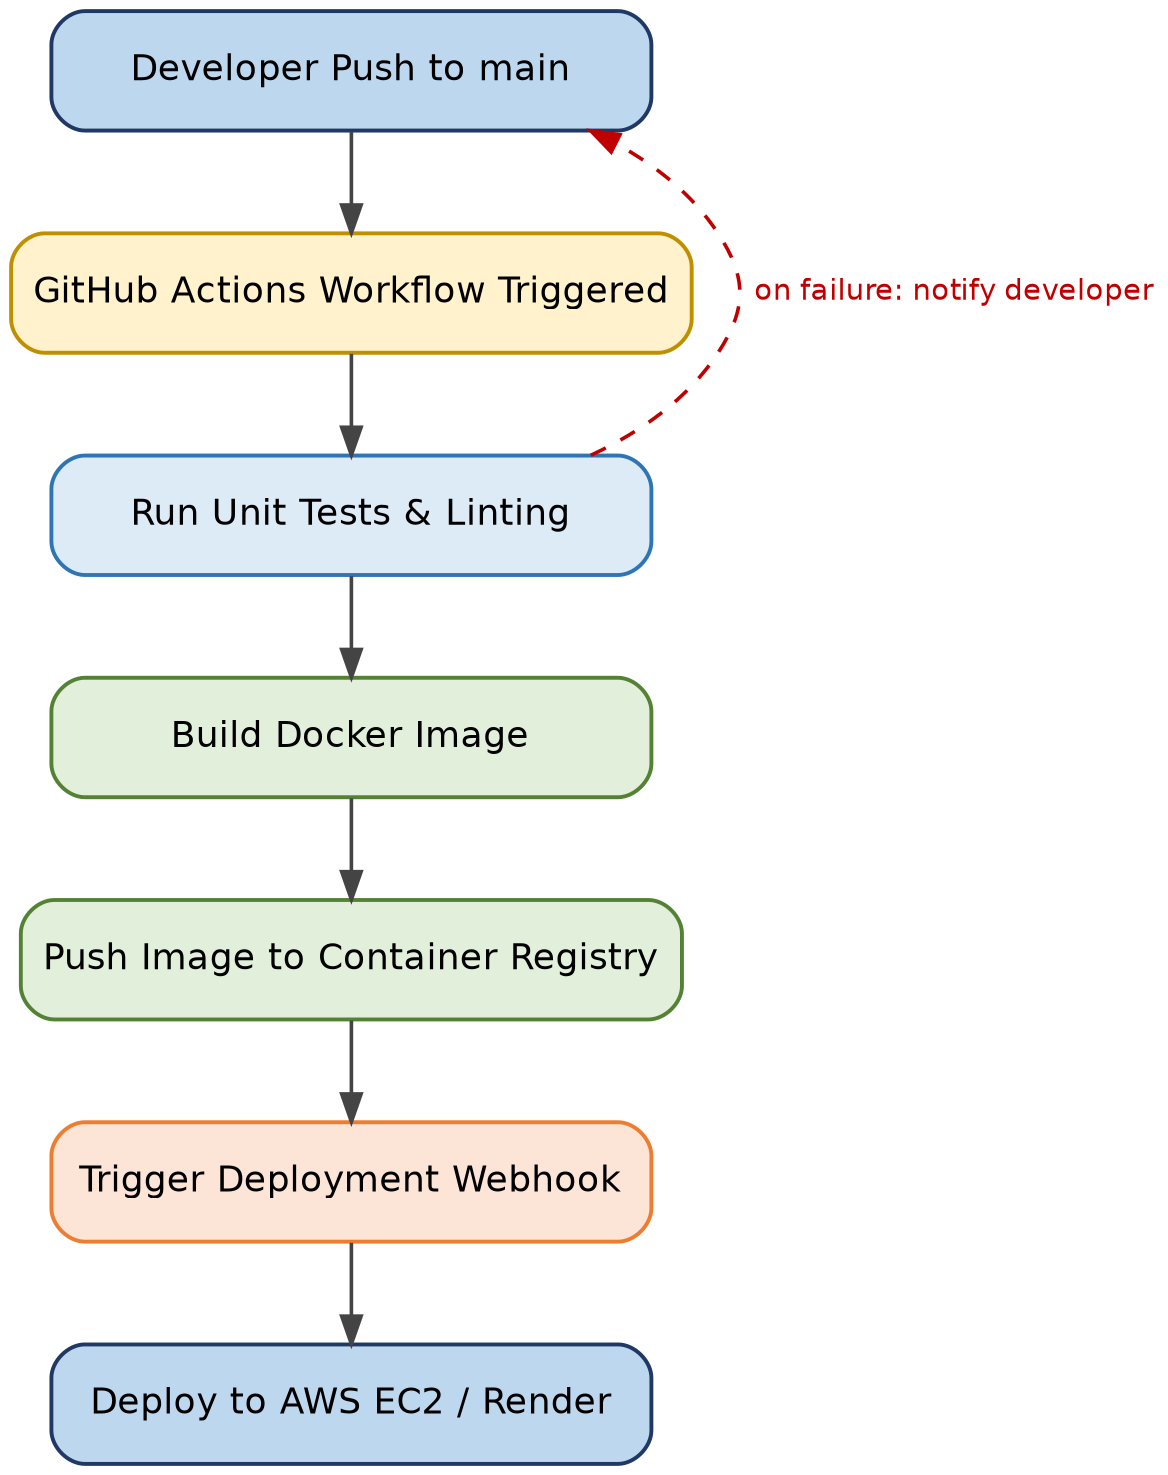 Developer Push to main
GitHub Actions Workflow Triggered
on failure: notify developer
Run Unit Tests & Linting
Build Docker Image
Push Image to Container Registry
Trigger Deployment Webhook
Deploy to AWS EC2 / Render